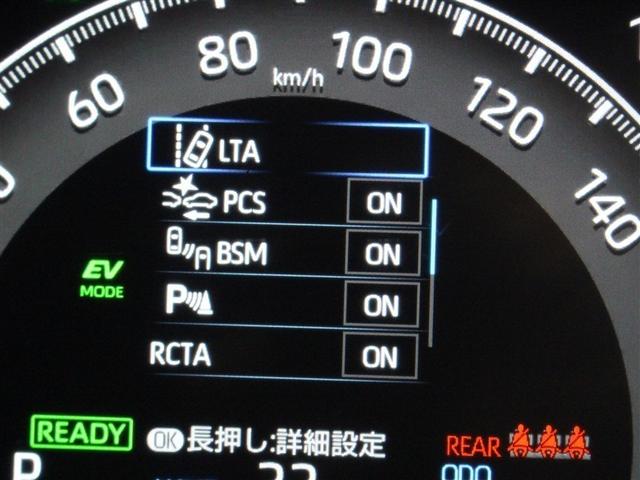 60 80 100 120 140
km/h
LTA
PCS ON
BSM ON
EV
MODE
P ON
RCTA ON
READY
OK 長押し:詳細設定
REAR
P
ODO